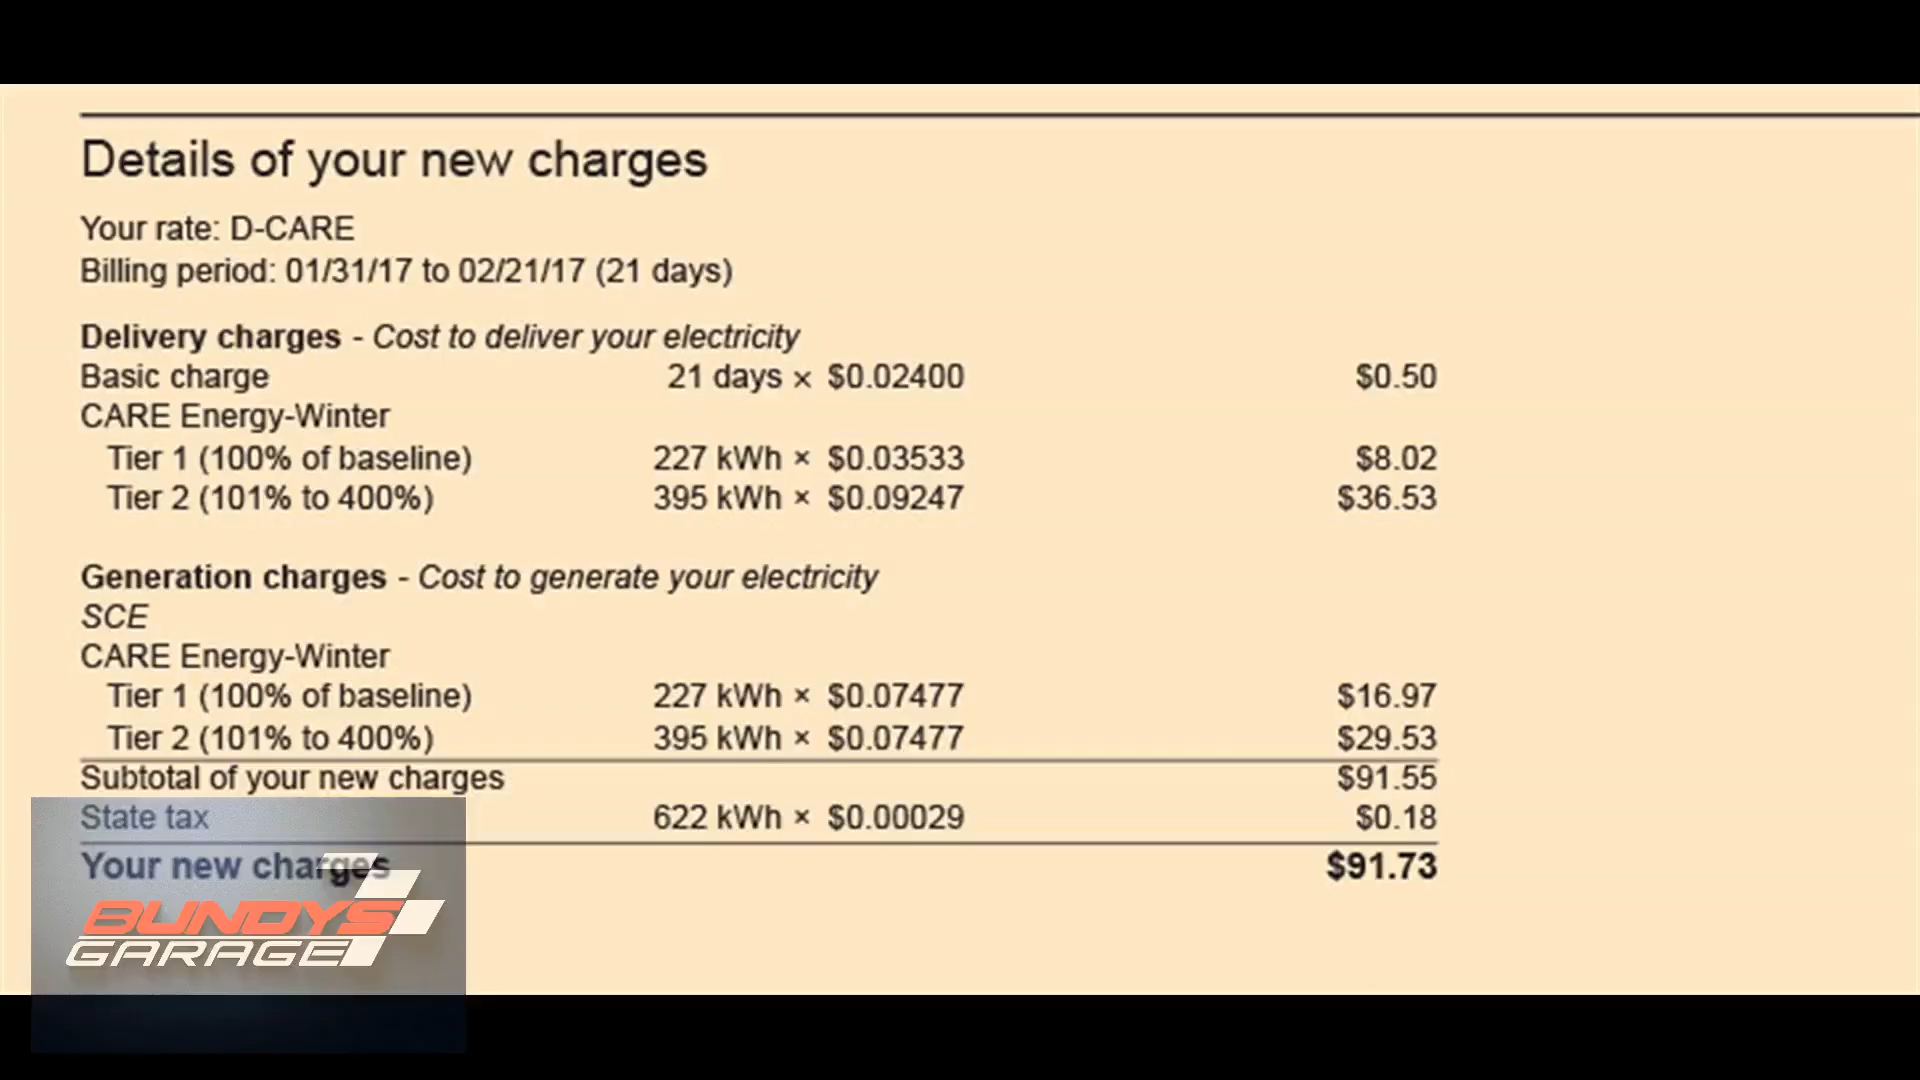 Details of your new charges
Your rate: D-CARE
Billing period: 01/31/17 to 02/21/17 (21 days)
Delivery charges - Cost to deliver your electricity
Basic charge 21 days × $0.02400 $0.50
CARE Energy-Winter
Tier 1 (100% of baseline) 227 kWh × $0.03533 $8.02
Tier 2 (101% to 400%) 395 kWh × $0.09247 $36.53
Generation charges - Cost to generate your electricity
SCE
CARE Energy-Winter
Tier 1 (100% of baseline) 227 kWh × $0.07477 $16.97
Tier 2 (101% to 400%) 395 kWh × $0.07477 $29.53
Subtotal of your new charges $91.55
State tax 622 kWh × $0.00029 $0.18
Your new charges $91.73
BUNDYS
GARAGE